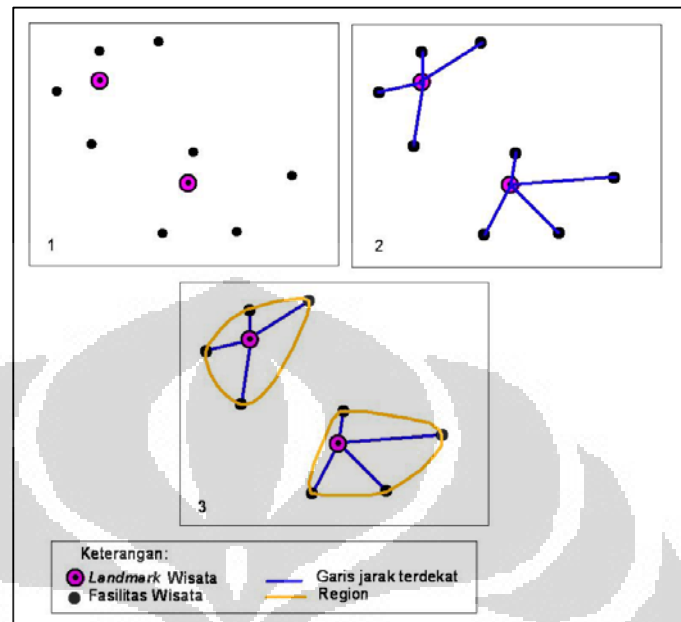 1
2
3
Keterangan:
Landmark Wisata
Garis jarak terdekat
Fasilitas Wisata
Region